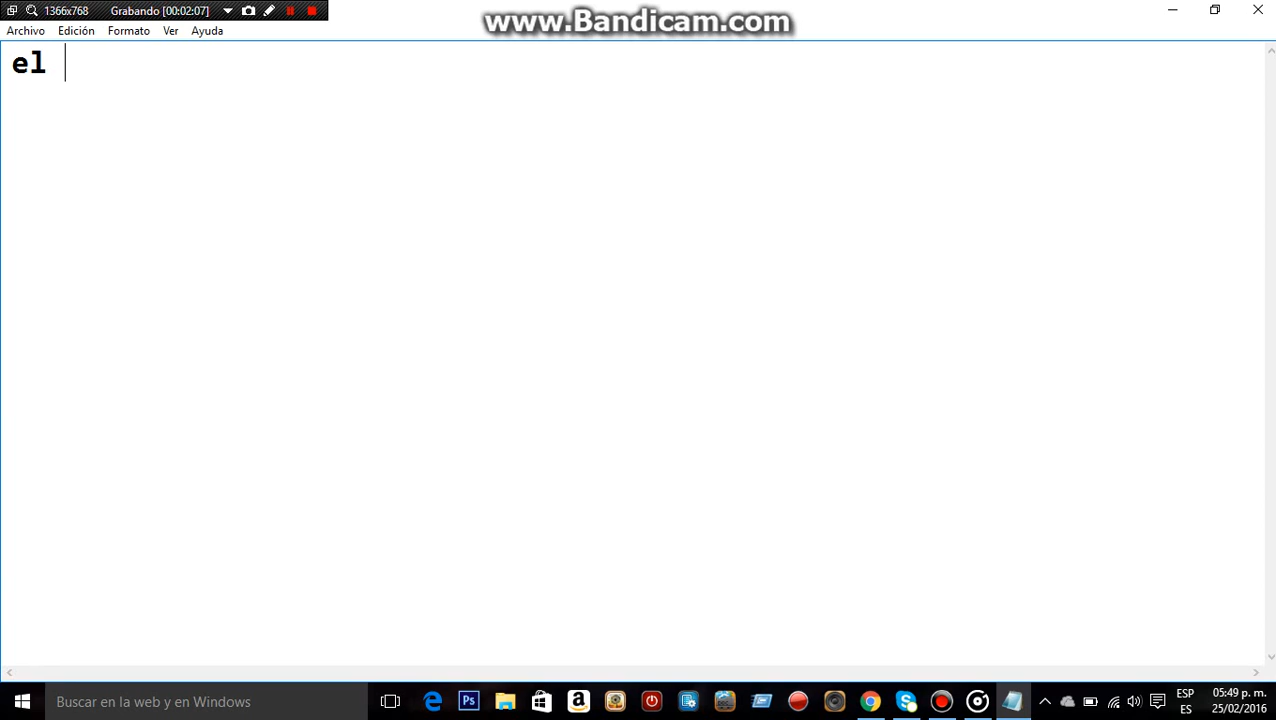 1366x768 Grabando [00:02:07]
www.Bandicam.com
Archivo Edición Formato Ver Ayuda
el
Buscar en la web y en Windows
Ps
ESP
ES
05:49 p. m.
25/02/2016